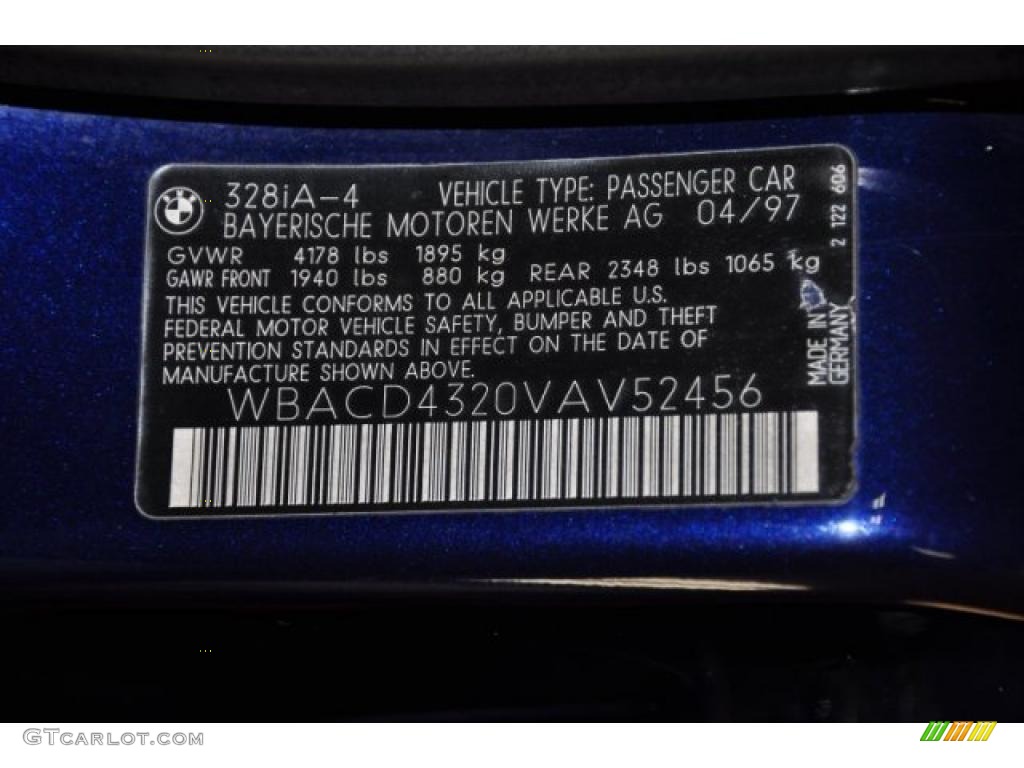 328iA-4 VEHICLE TYPE: PASSENGER CAR
BAYERISCHE MOTOREN WERKE AG 04/97
GVWR 4178 lbs 1895 kg
GAWR FRONT 1940 lbs 880 kg REAR 2348 lbs 1065 kg
THIS VEHICLE CONFORMS TO ALL APPLICABLE U.S.
FEDERAL MOTOR VEHICLE SAFETY, BUMPER AND THEFT
PREVENTION STANDARDS IN EFFECT ON THE DATE OF
MANUFACTURE SHOWN ABOVE.
WBACD4320VAV52456
2 122 606
MADE IN
GERMANY
GTCARLOT.COM